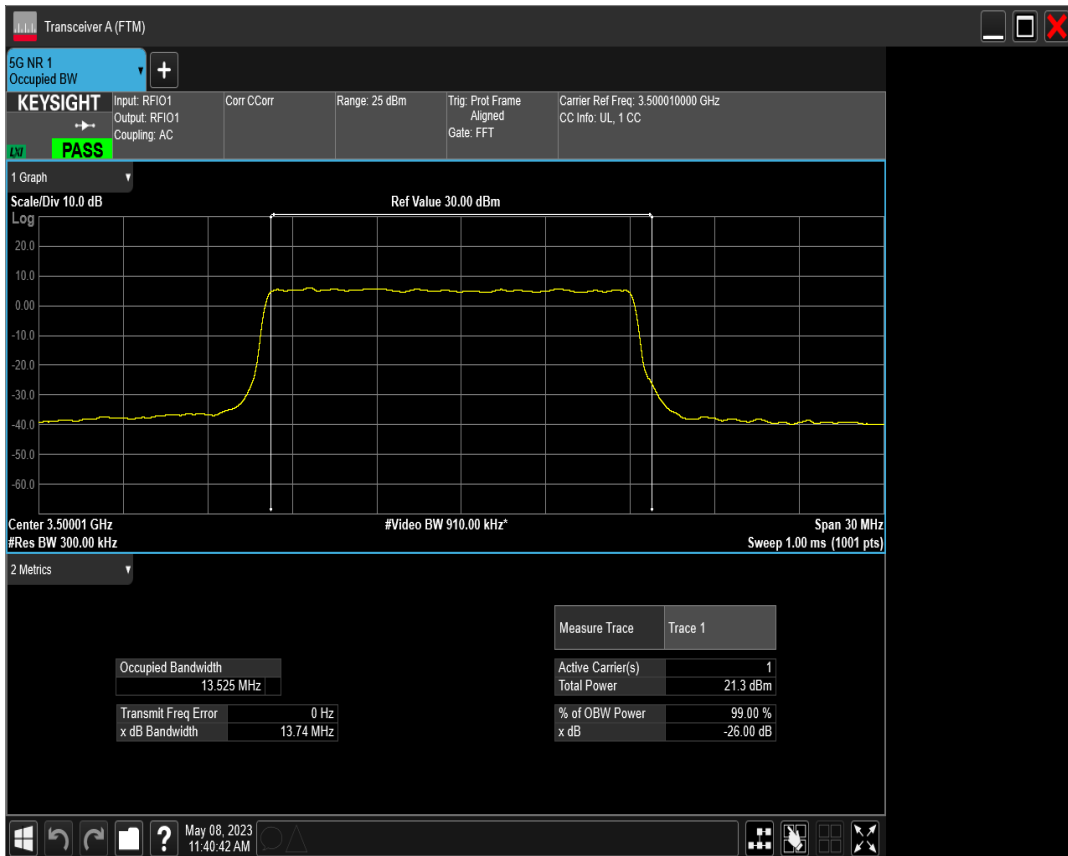 Transceiver A (FTM)
5G NR 1
Occupied BW
+
KEYSIGHT
LXI
PASS
Input: RFIO1
Output: RFIO1
Coupling: AC
Corr CCorr
Range: 25 dBm
Trig: Prot Frame
Aligned
Gate: FFT
Carrier Ref Freq: 3.500010000 GHz
CC Info: UL, 1 CC
1 Graph
Scale/Div 10.0 dB
Ref Value 30.00 dBm
Log
20.0
10.0
0.00
-10.0
-20.0
-30.0
-40.0
-50.0
-60.0
Center 3.50001 GHz
#Video BW 910.00 kHz*
Span 30 MHz
#Res BW 300.00 kHz
Sweep 1.00 ms (1001 pts)
2 Metrics
Measure Trace Trace 1
Occupied Bandwidth
13.525 MHz
Active Carrier(s) 1
Total Power 21.3 dBm
Transmit Freq Error 0 Hz
x dB Bandwidth 13.74 MHz
% of OBW Power 99.00 %
x dB -26.00 dB
?
May 08, 2023
11:40:42 AM